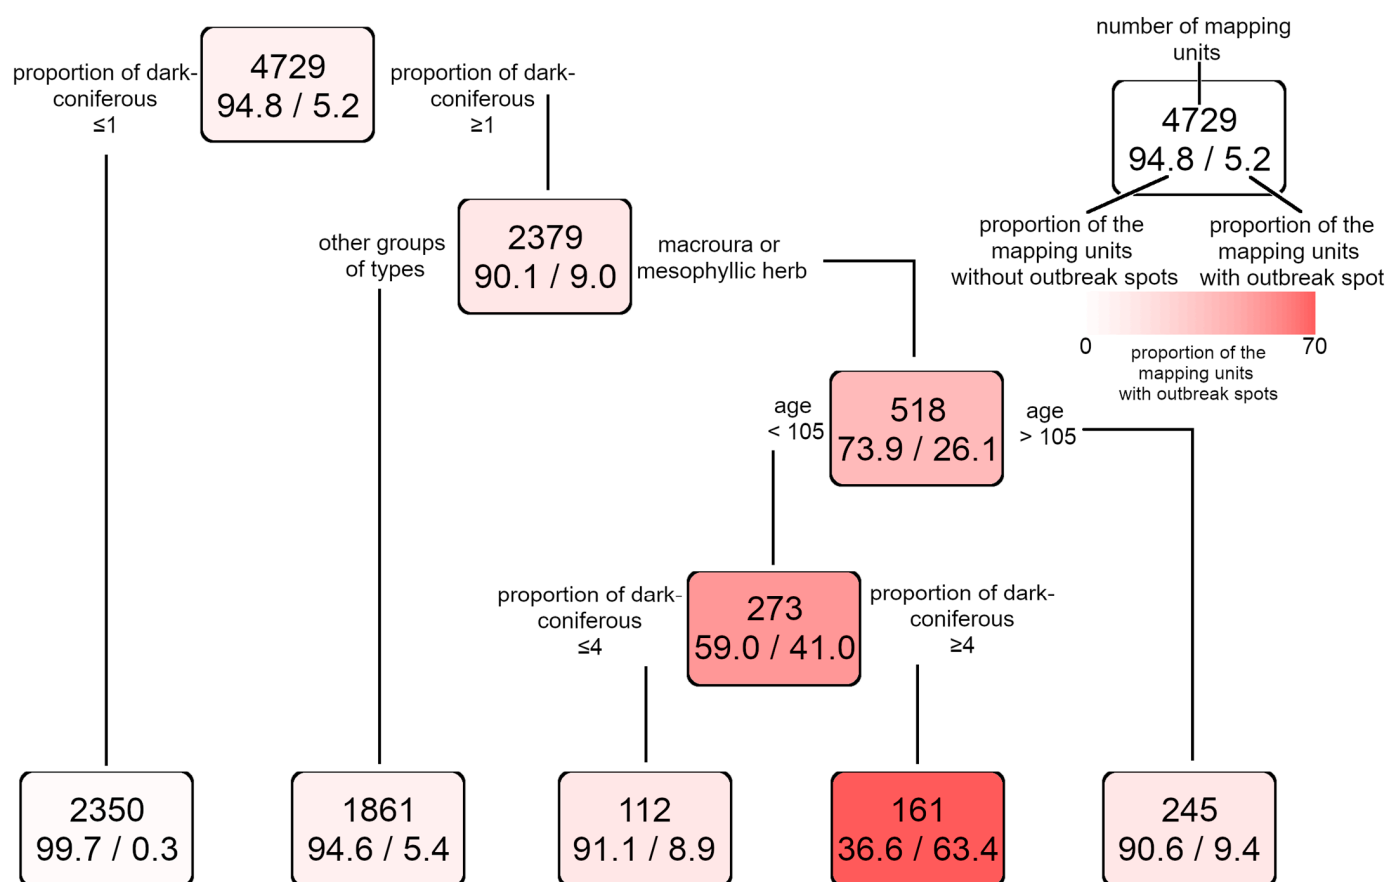 number of mapping
units
proportion of dark-
coniferous
≤1
4729
94.8 / 5.2
proportion of dark-
coniferous
≥1
4729
94.8 / 5.2
proportion of the
mapping units
without outbreak spots
proportion of the
mapping units
with outbreak spot
0
70
proportion of the
mapping units
with outbreak spots
other groups
of types
2379
90.1 / 9.0
macroura or
mesophyllic herb
age
< 105
518
73.9 / 26.1
age
> 105
proportion of dark-
coniferous
≤4
273
59.0 / 41.0
proportion of dark-
coniferous
≥4
2350
99.7 / 0.3
1861
94.6 / 5.4
112
91.1 / 8.9
161
36.6 / 63.4
245
90.6 / 9.4